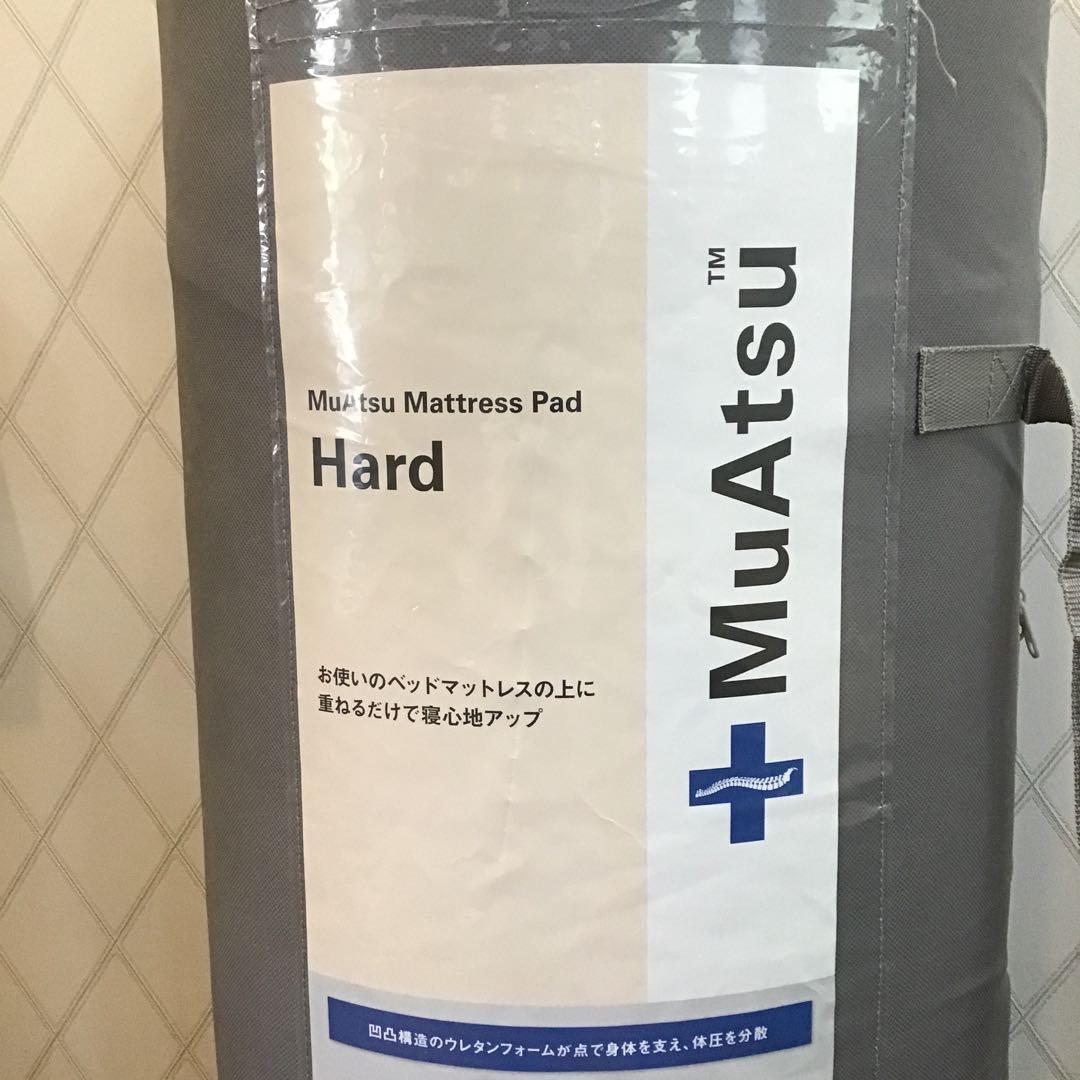 MuAtsu Mattress Pad
Hard
お使いのベッドマットレスの上に
重ねるだけで寝心地アップ
MuAtsu™
凹凸構造のウレタンフォームが点で身体を支え、体圧を分散